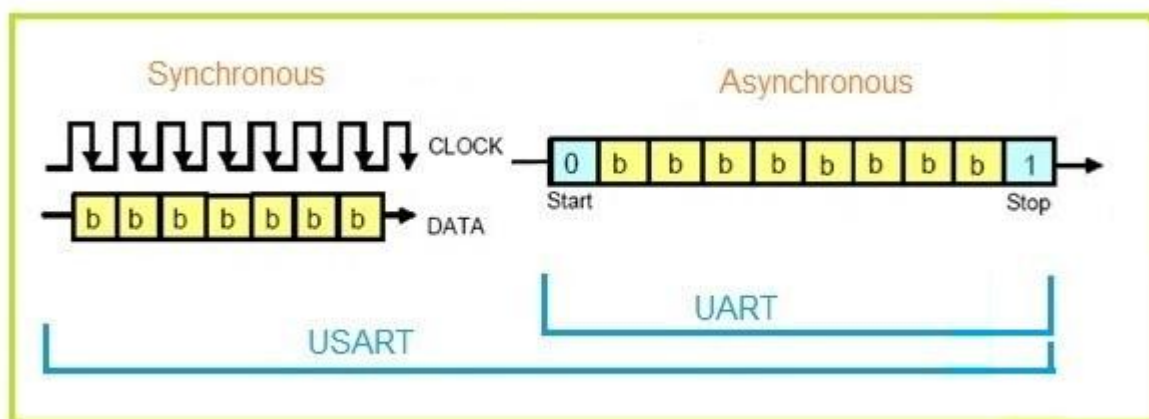 Synchronous
Asynchronous
CLOCK
0 b b b b b b b b 1
Start
Stop
b b b b b b b
DATA
UART
USART